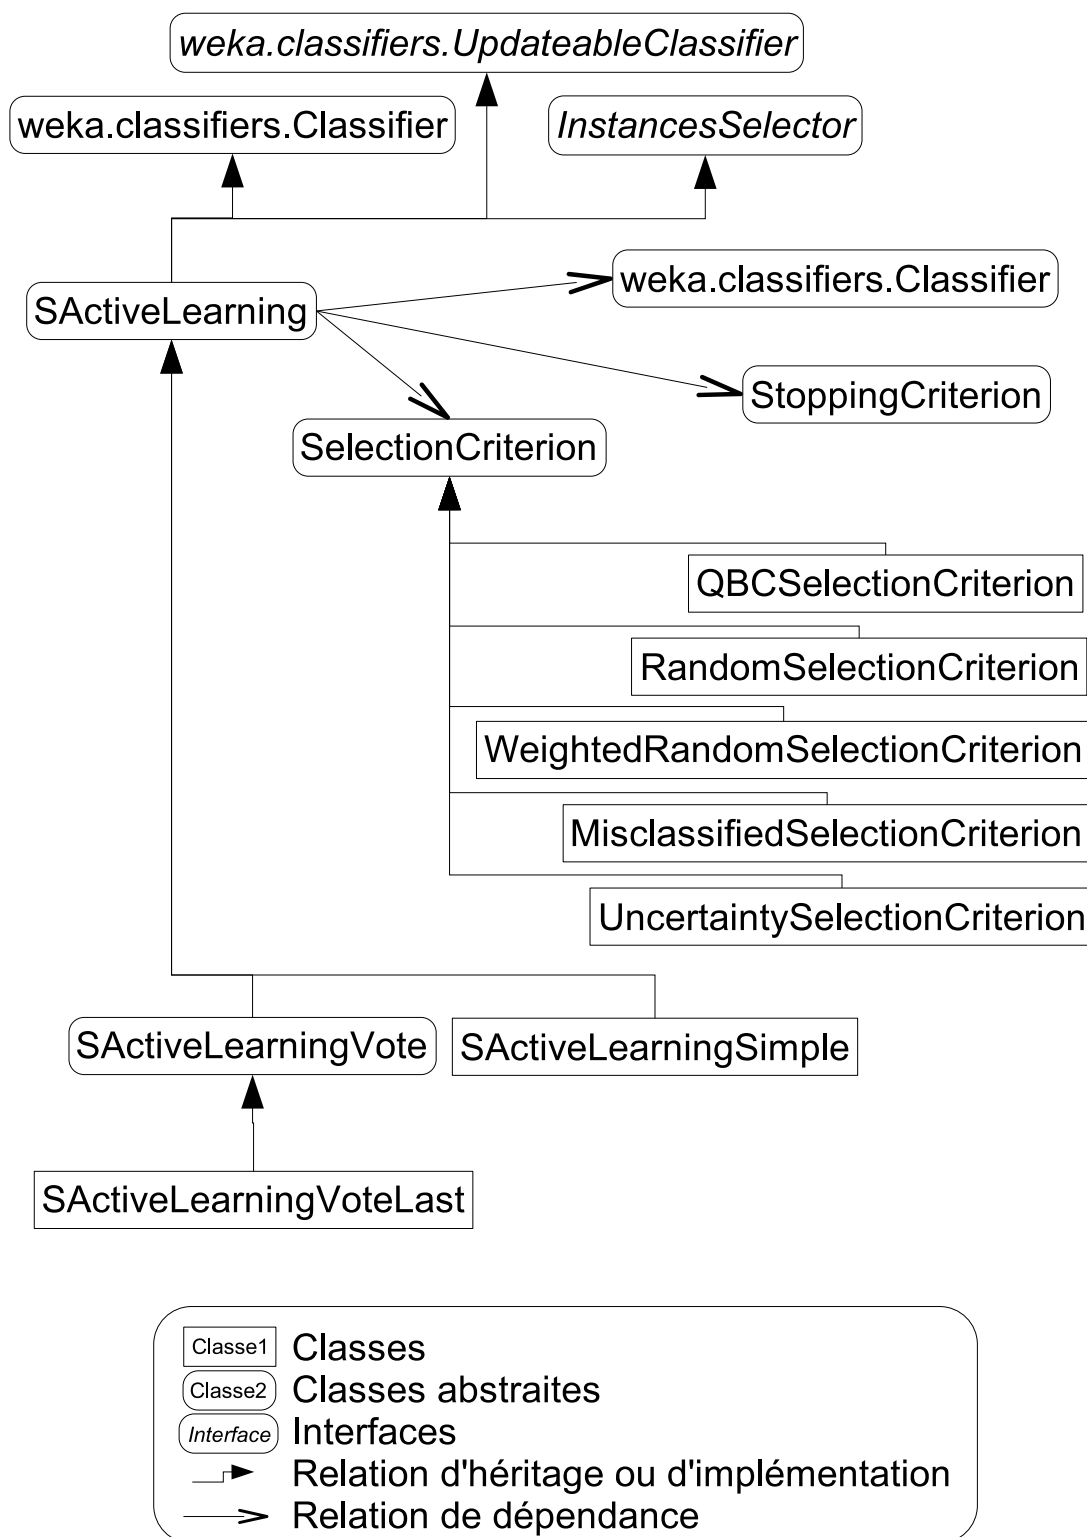 weka.classifiers.UpdateableClassifier
weka.classifiers.Classifier
InstancesSelector
weka.classifiers.Classifier
SActiveLearning
StoppingCriterion
SelectionCriterion
QBCSelectionCriterion
RandomSelectionCriterion
WeightedRandomSelectionCriterion
MisclassifiedSelectionCriterion
UncertaintySelectionCriterion
SActiveLearningVote
SActiveLearningSimple
SActiveLearningVoteLast
Classe1 Classes
Classe2 Classes abstraites
Interface Interfaces
Relation d'héritage ou d'implémentation
Relation de dépendance